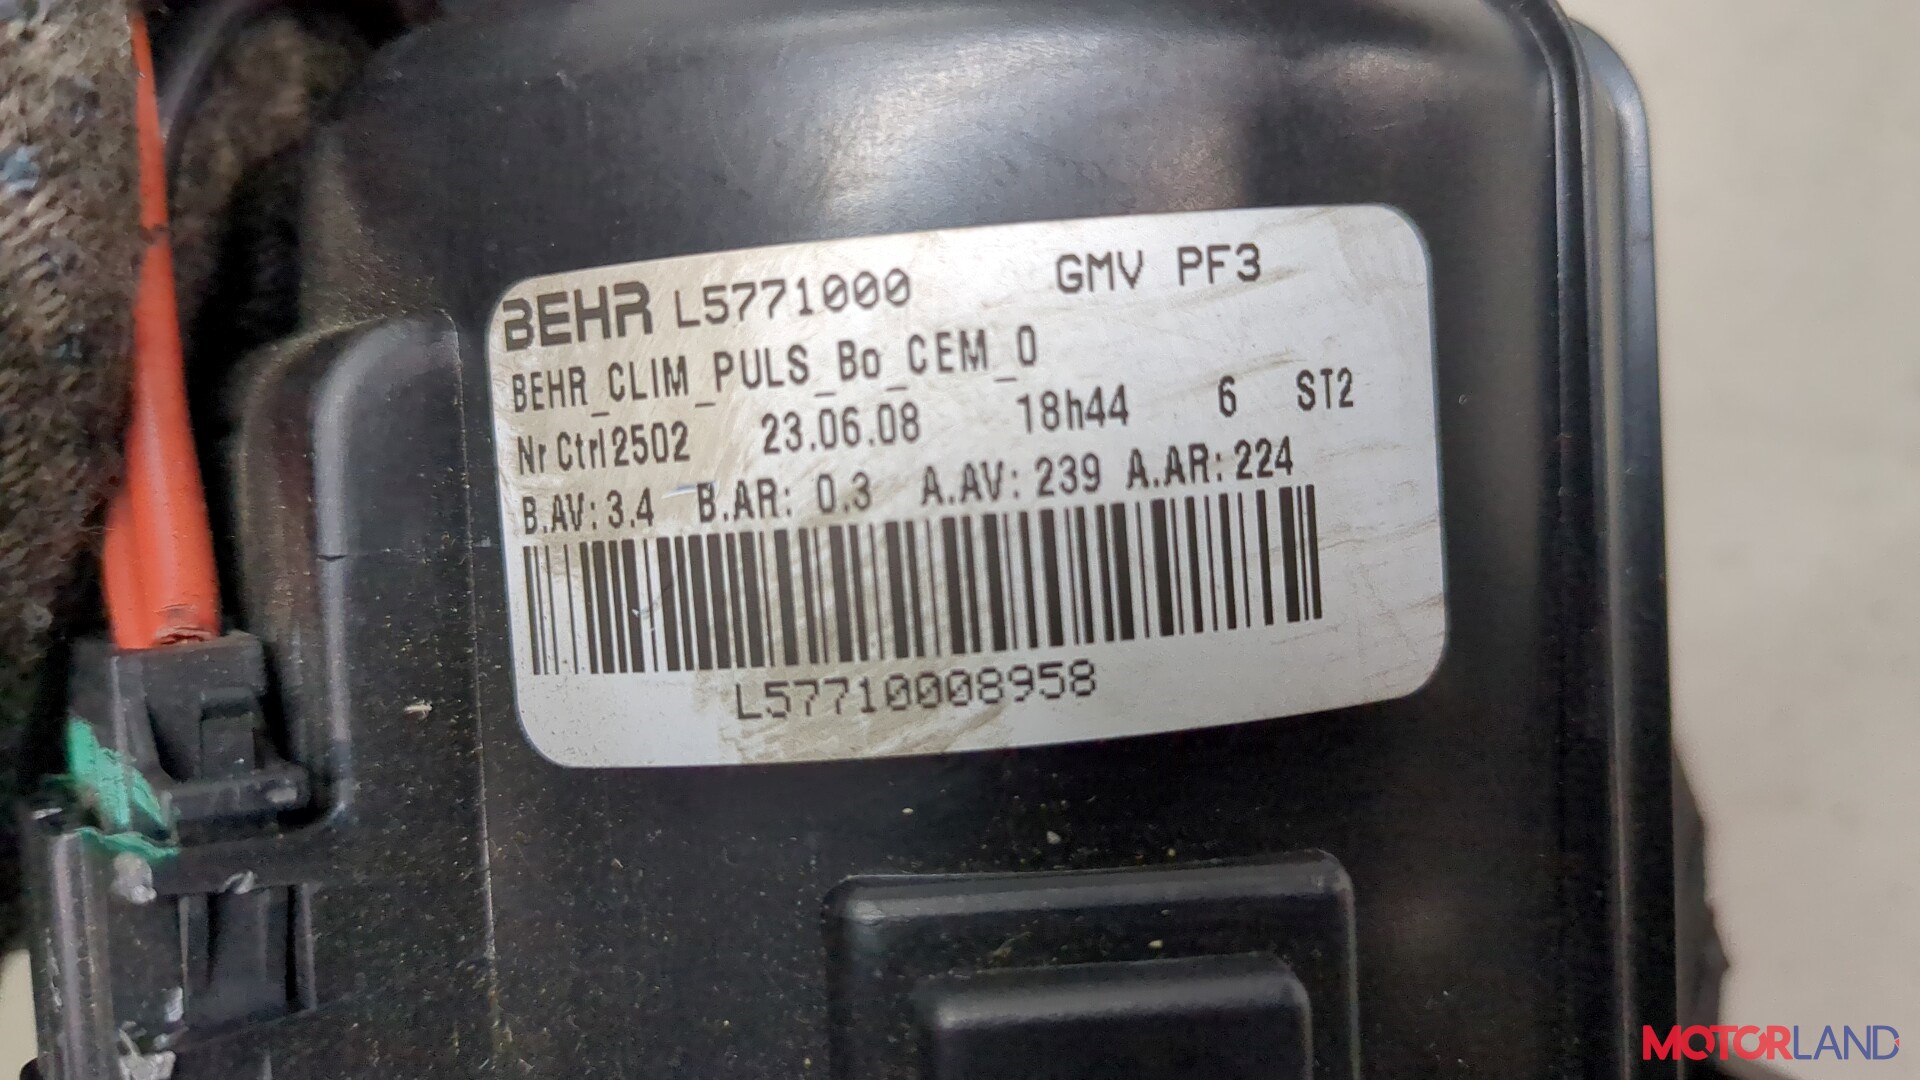 BEHR L5771000 GMV PF3
BEHR_CLIM_PULS_Bo_CEM_0
Nr Ctrl 2502 23.06.08 18h44 6 ST2
B.AV: 3.4 B.AR: 0.3 A.AV: 239 A.AR: 224
L57710008958
MOTORLAND